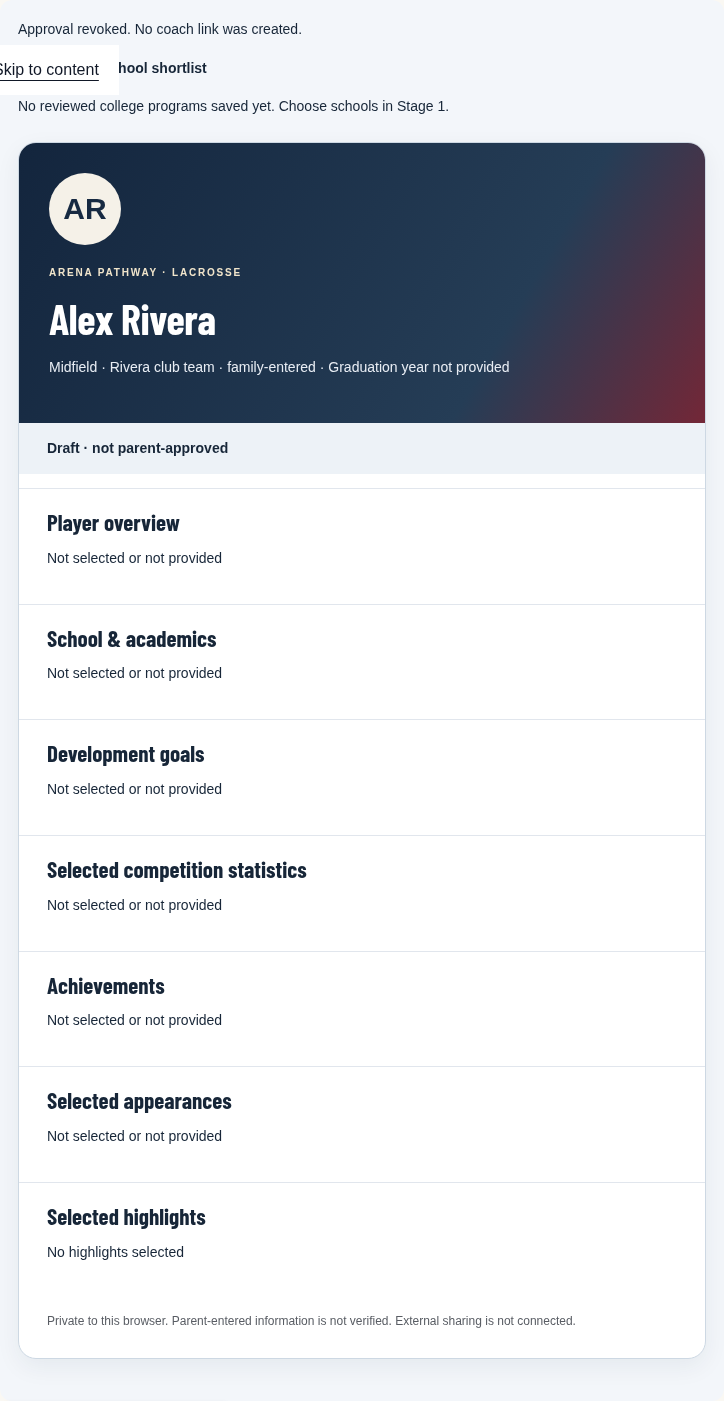 Approval revoked. No coach link was created.
Skip to content
hool shortlist
No reviewed college programs saved yet. Choose schools in Stage 1.
AR
ARENA PATHWAY · LACROSSE
Alex Rivera
Midfield · Rivera club team · family-entered · Graduation year not provided
Draft · not parent-approved
Player overview
Not selected or not provided
School & academics
Not selected or not provided
Development goals
Not selected or not provided
Selected competition statistics
Not selected or not provided
Achievements
Not selected or not provided
Selected appearances
Not selected or not provided
Selected highlights
No highlights selected
Private to this browser. Parent-entered information is not verified. External sharing is not connected.